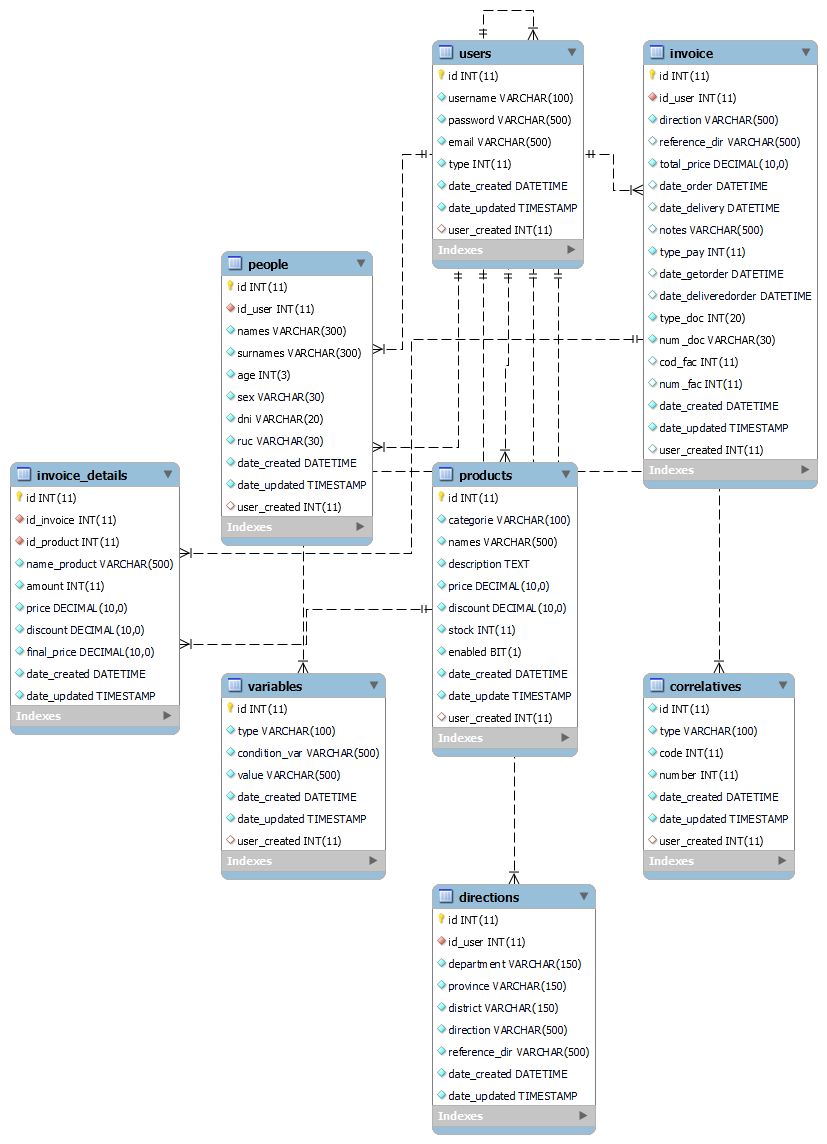 users
id INT(11)
username VARCHAR(100)
password VARCHAR(500)
email VARCHAR(500)
type INT(11)
date_created DATETIME
date_updated TIMESTAMP
user_created INT(11)
Indexes
invoice
id INT(11)
id_user INT(11)
direction VARCHAR(500)
reference_dir VARCHAR(500)
total_price DECIMAL(10,0)
date_order DATETIME
date_delivery DATETIME
notes VARCHAR(500)
type_pay INT(11)
date_getorder DATETIME
date_deliveredorder DATETIME
type_doc INT(20)
num_doc VARCHAR(30)
cod_fac INT(11)
num_fac INT(11)
date_created DATETIME
date_updated TIMESTAMP
user_created INT(11)
Indexes
people
id INT(11)
id_user INT(11)
names VARCHAR(300)
surnames VARCHAR(300)
age INT(3)
sex VARCHAR(30)
dni VARCHAR(20)
ruc VARCHAR(30)
date_created DATETIME
date_updated TIMESTAMP
user_created INT(11)
Indexes
invoice_details
id INT(11)
id_invoice INT(11)
id_product INT(11)
name_product VARCHAR(500)
amount INT(11)
price DECIMAL(10,0)
discount DECIMAL(10,0)
final_price DECIMAL(10,0)
date_created DATETIME
date_updated TIMESTAMP
Indexes
products
id INT(11)
categorie VARCHAR(100)
names VARCHAR(500)
description TEXT
price DECIMAL(10,0)
discount DECIMAL(10,0)
stock INT(11)
enabled BIT(1)
date_created DATETIME
date_update TIMESTAMP
user_created INT(11)
Indexes
variables
id INT(11)
type VARCHAR(100)
condition_var VARCHAR(500)
value VARCHAR(500)
date_created DATETIME
date_updated TIMESTAMP
user_created INT(11)
Indexes
correlatives
id INT(11)
type VARCHAR(100)
code INT(11)
number INT(11)
date_created DATETIME
date_updated TIMESTAMP
user_created INT(11)
Indexes
directions
id INT(11)
id_user INT(11)
department VARCHAR(150)
province VARCHAR(150)
district VARCHAR(150)
direction VARCHAR(500)
reference_dir VARCHAR(500)
date_created DATETIME
date_updated TIMESTAMP
Indexes